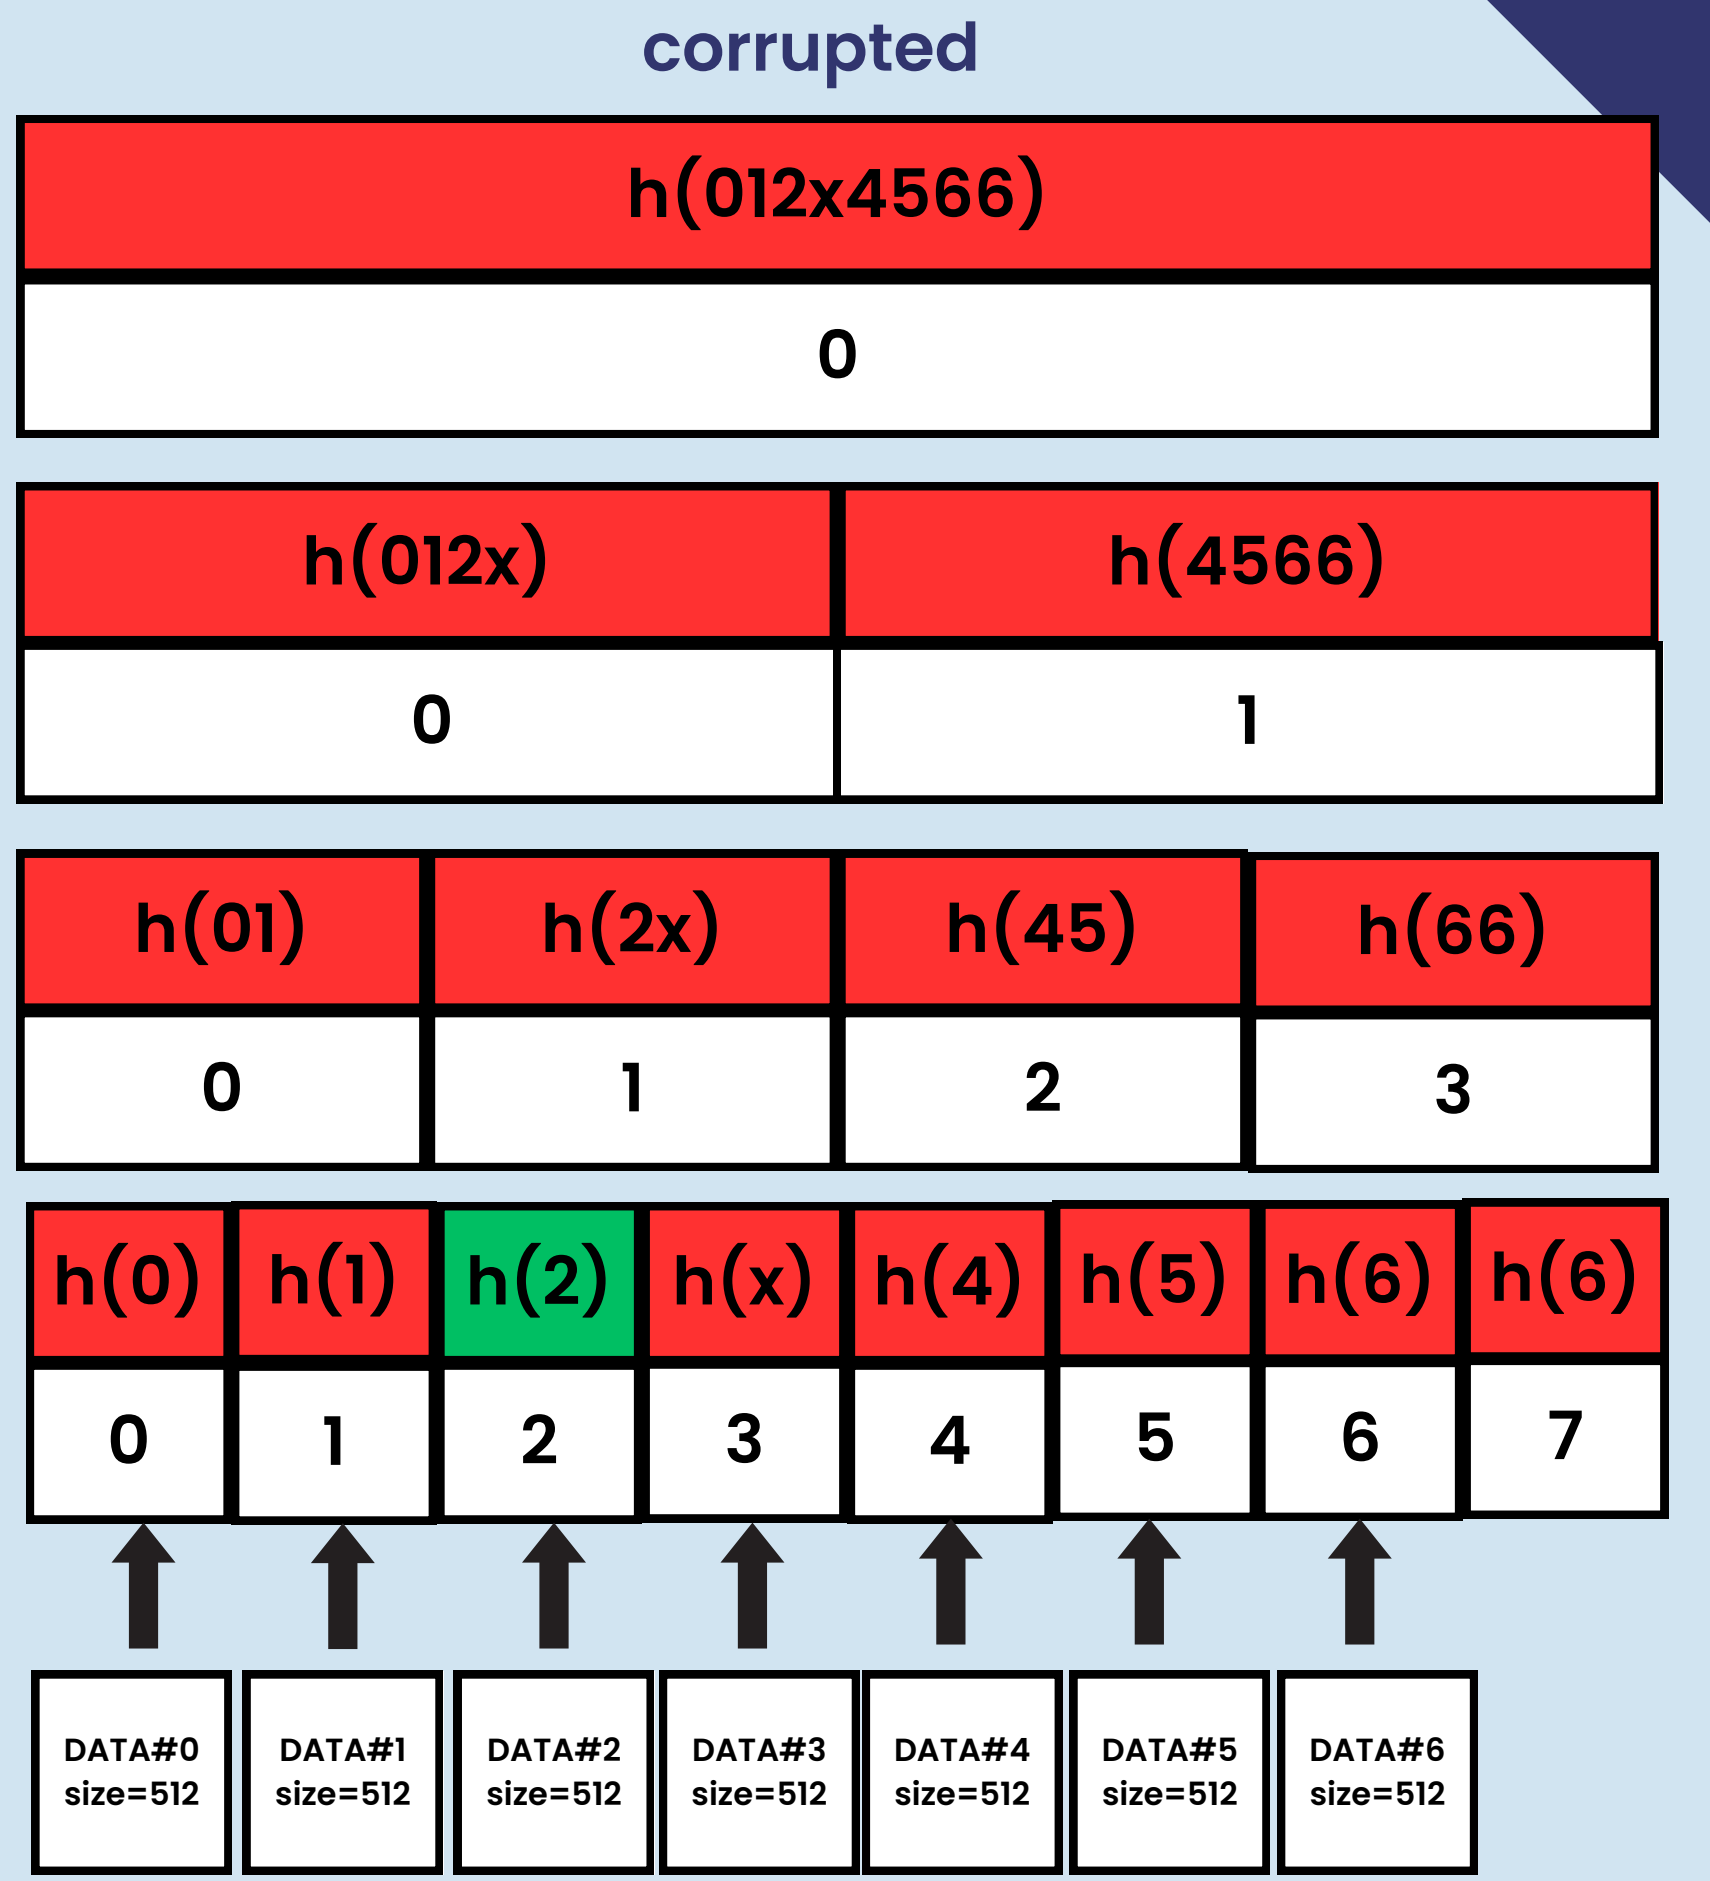 corrupted
h(012x4566)
0
h(012x) h(4566)
0 1
h(01) h(2x) h(45) h(66)
0 1 2 3
h(0) h(1) h(2) h(x) h(4) h(5) h(6) h(6)
0 1 2 3 4 5 6 7
DATA#0 DATA#1 DATA#2 DATA#3 DATA#4 DATA#5 DATA#6
size=512 size=512 size=512 size=512 size=512 size=512 size=512